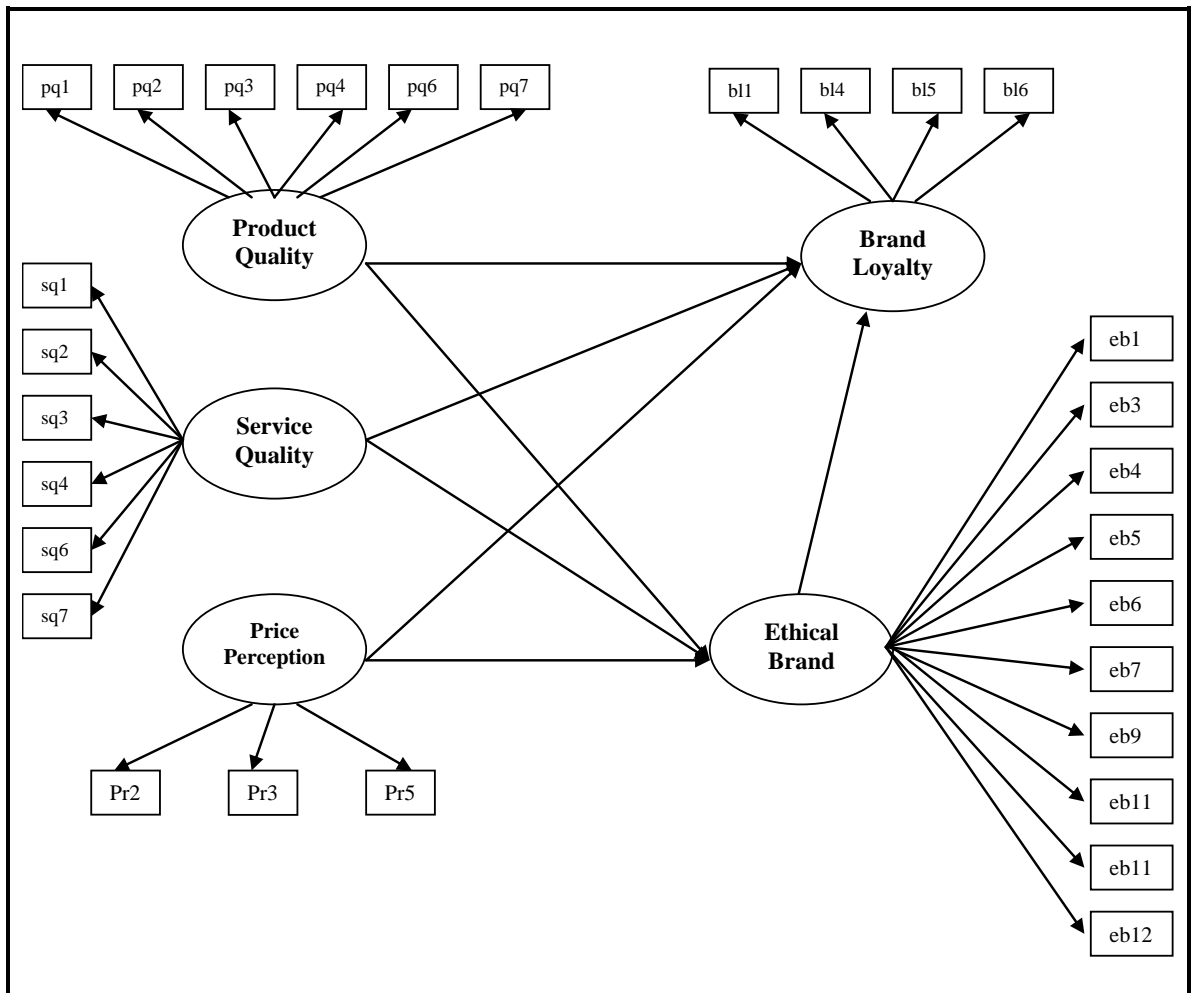 pq1
pq2
pq3
pq4
pq6
pq7
bl1
bl4
bl5
bl6
Product
Quality
Brand
Loyalty
sq1
sq2
sq3
sq4
sq6
sq7
Service
Quality
Price
Perception
Ethical
Brand
eb1
eb3
eb4
eb5
eb6
eb7
eb9
eb11
eb11
eb12
Pr2
Pr3
Pr5